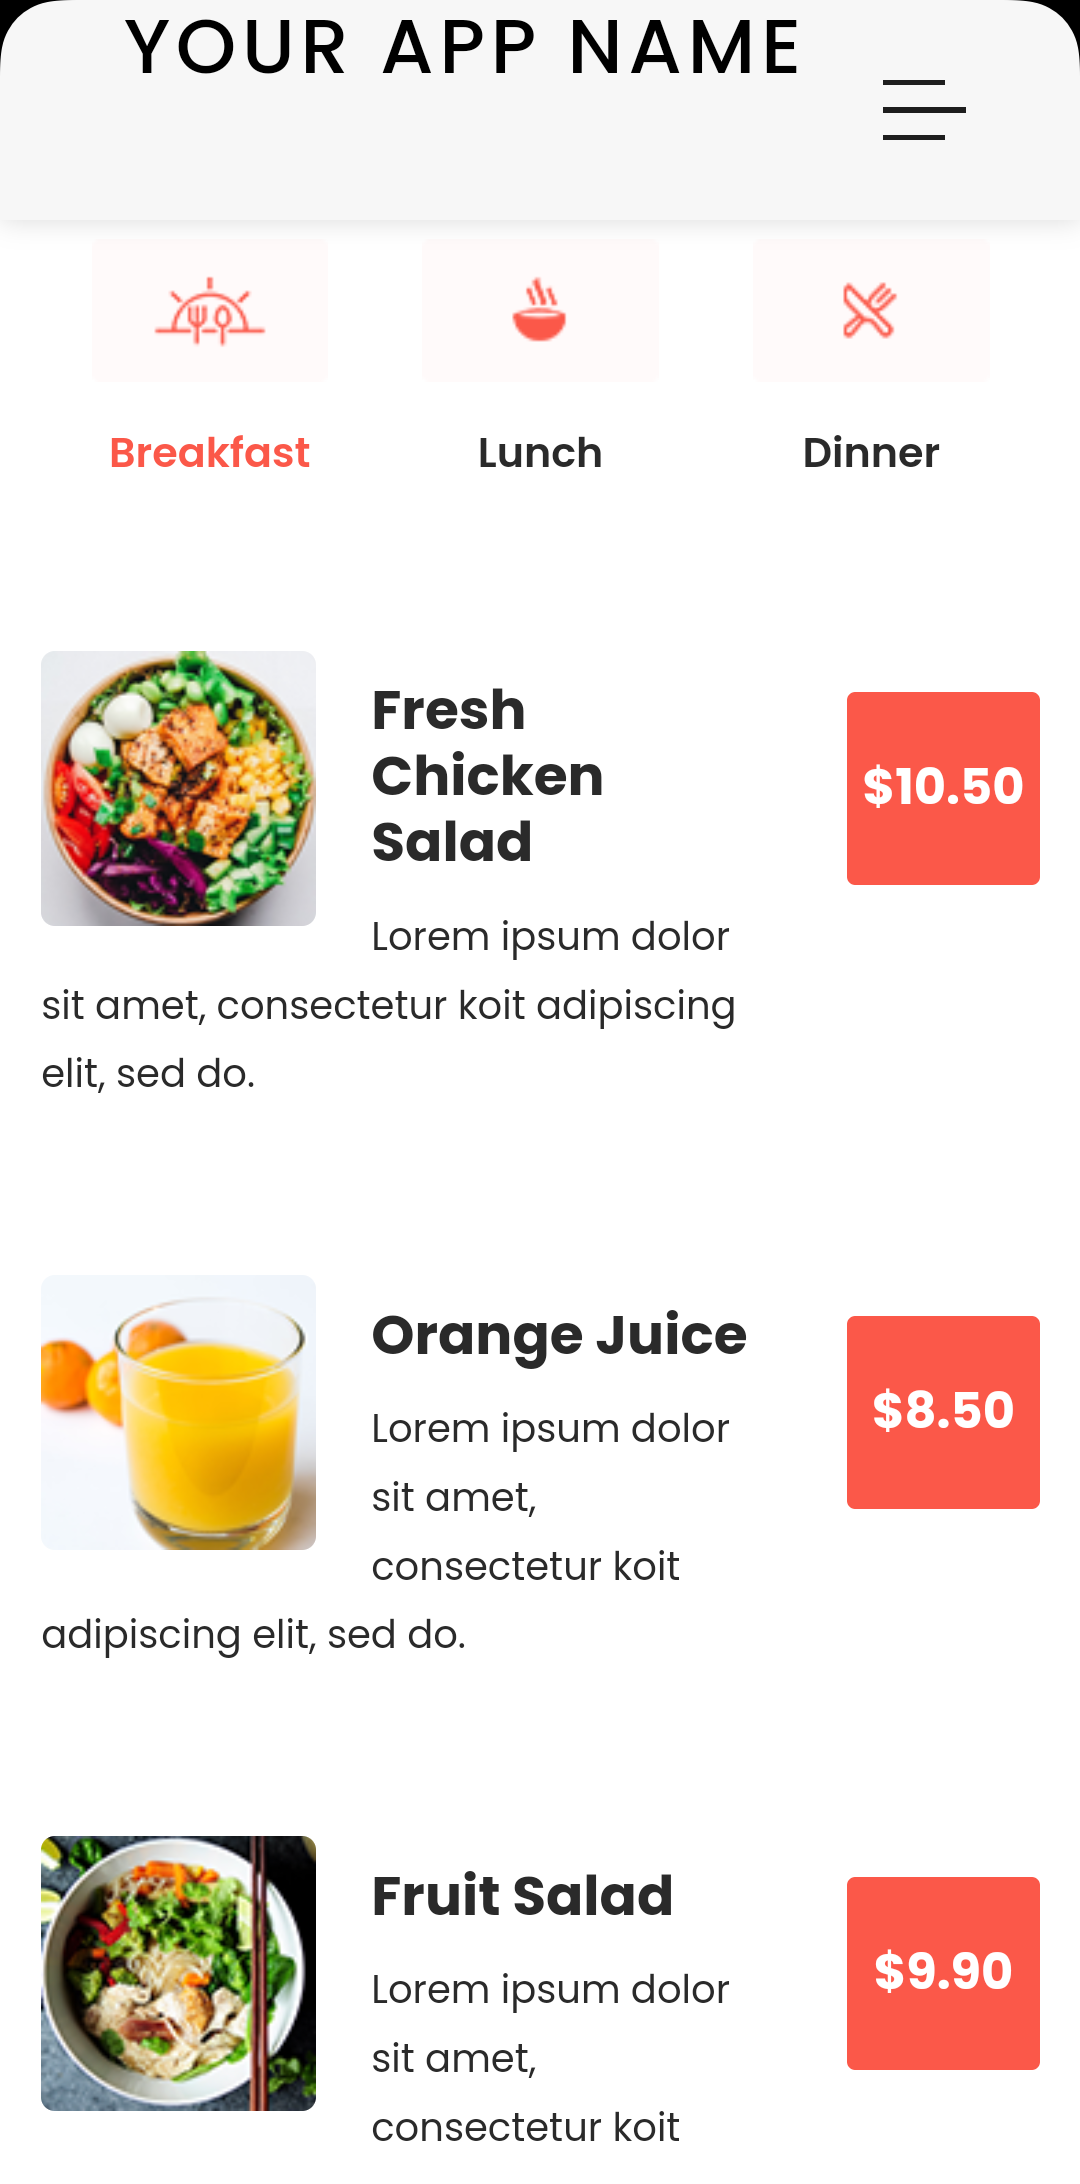 YOUR APP NAME
Breakfast
Lunch
Dinner
Fresh
Chicken
Salad
$10.50
Lorem ipsum dolor
sit amet, consectetur koit adipiscing
elit, sed do.
Orange Juice
$8.50
Lorem ipsum dolor
sit amet,
consectetur koit
adipiscing elit, sed do.
Fruit Salad
$9.90
Lorem ipsum dolor
sit amet,
consectetur koit